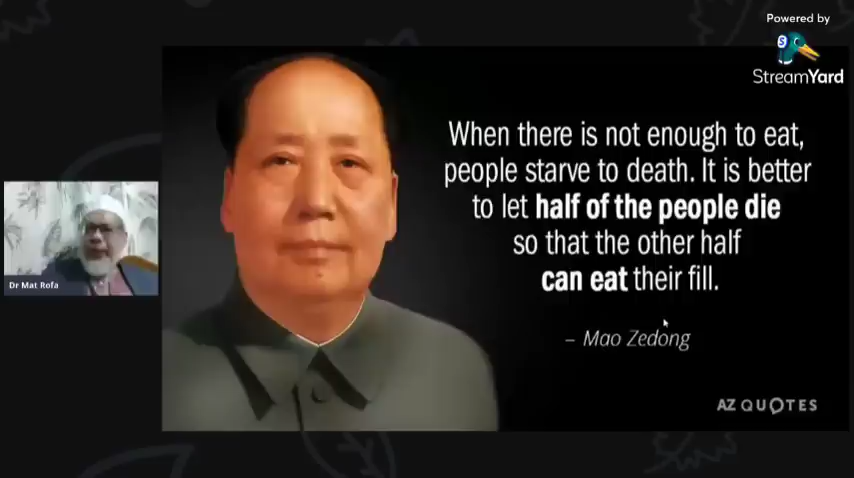 Powered by
StreamYard
When there is not enough to eat,
people starve to death. It is better
to let half of the people die
so that the other half
can eat their fill.
– Mao Zedong
AZ QUOTES
Dr Mat Rofa